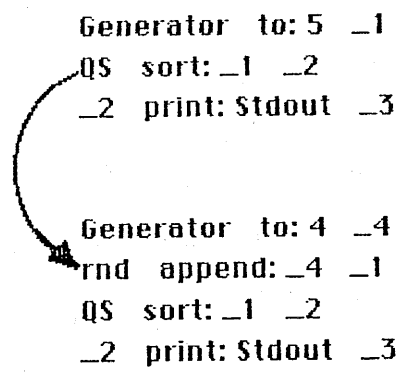 Generator to: 5 _1
QS sort: _1 _2
_2 print: Stdout _3
Generator to: 4 _4
rnd append: _4 _1
QS sort: _1 _2
_2 print: Stdout _3